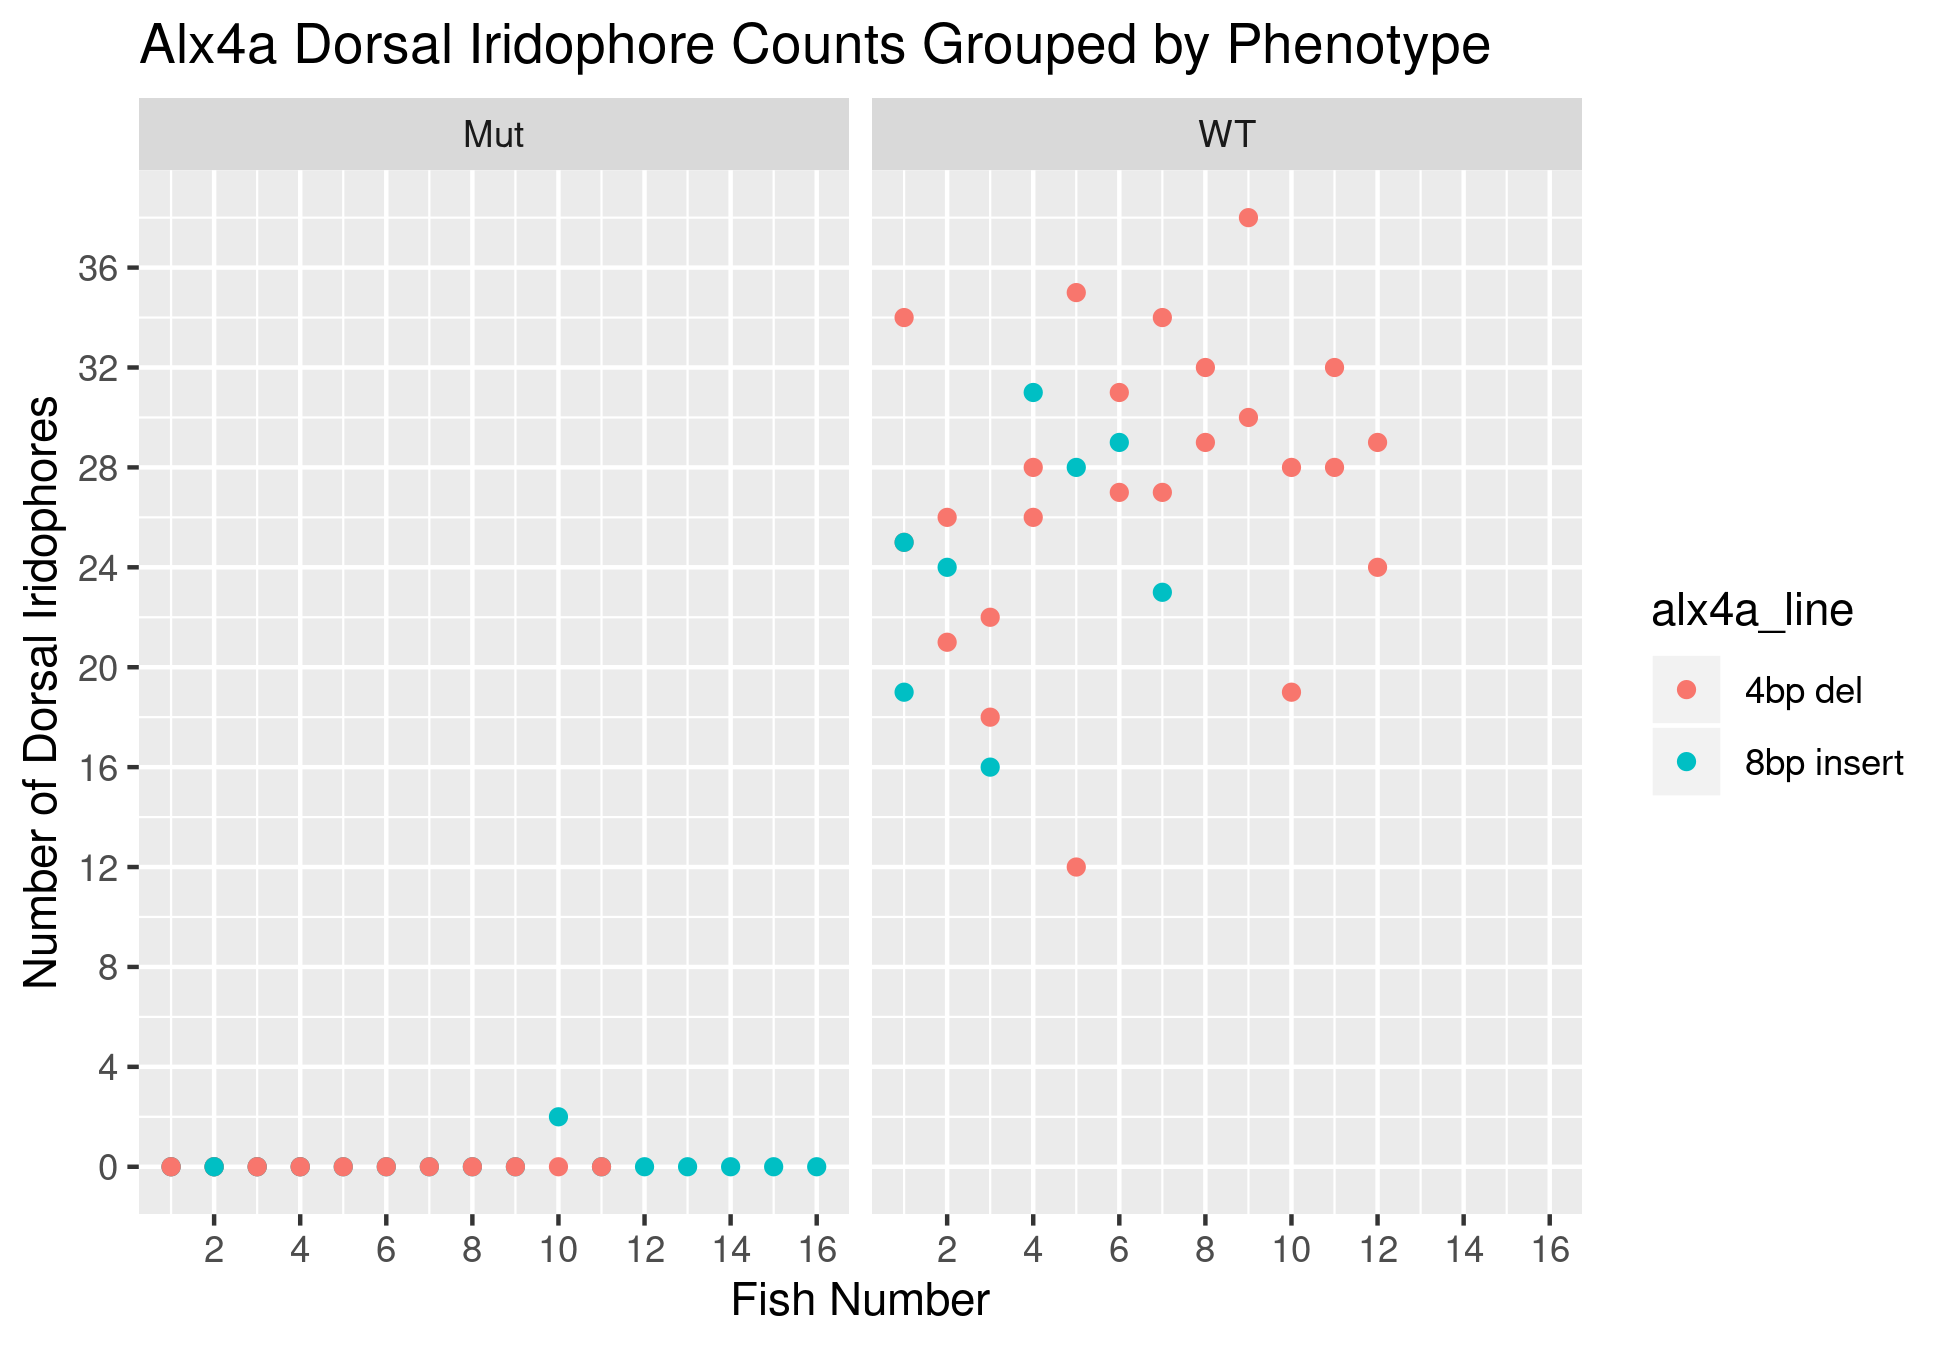 Alx4a Dorsal Iridophore Counts Grouped by Phenotype
Mut
WT
Number of Dorsal Iridophores
36
32
28
24
20
16
12
8
4
0
2 4 6 8 10 12 14 16
2 4 6 8 10 12 14 16
Fish Number
alx4a_line
4bp del
8bp insert